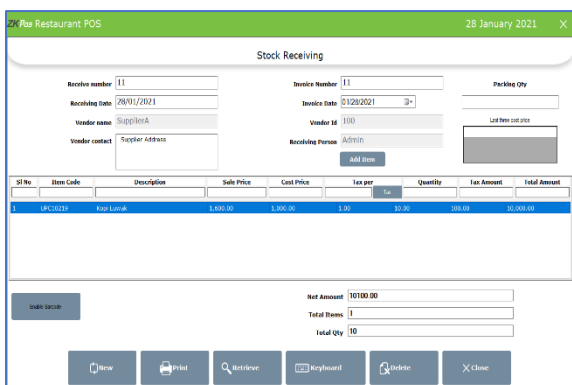 ZKPos Restaurant POS 28 January 2021 X
Stock Receiving
Receive number 11 Invoice Number 11 Packing Qty
Receiving Date 28/01/2021 Invoice Date 01/28/2021
Vendor name SupplierA Vendor Id 100 Last three cost price
Vendor contact Supplier Address Receiving Person Admin
Add Item
Sl No Item Code Description Sale Price Cost Price Tax per Quantity Tax Amount Total Amount
Tax
1 UPC10219 Kopi Luwak 1,600.00 1,000.00 1.00 10.00 100.00 10,000.00
Net Amount 10100.00
Enable Barcode
Total Items 1
Total Qty 10
New Print Retrieve Keyboard Delete Close